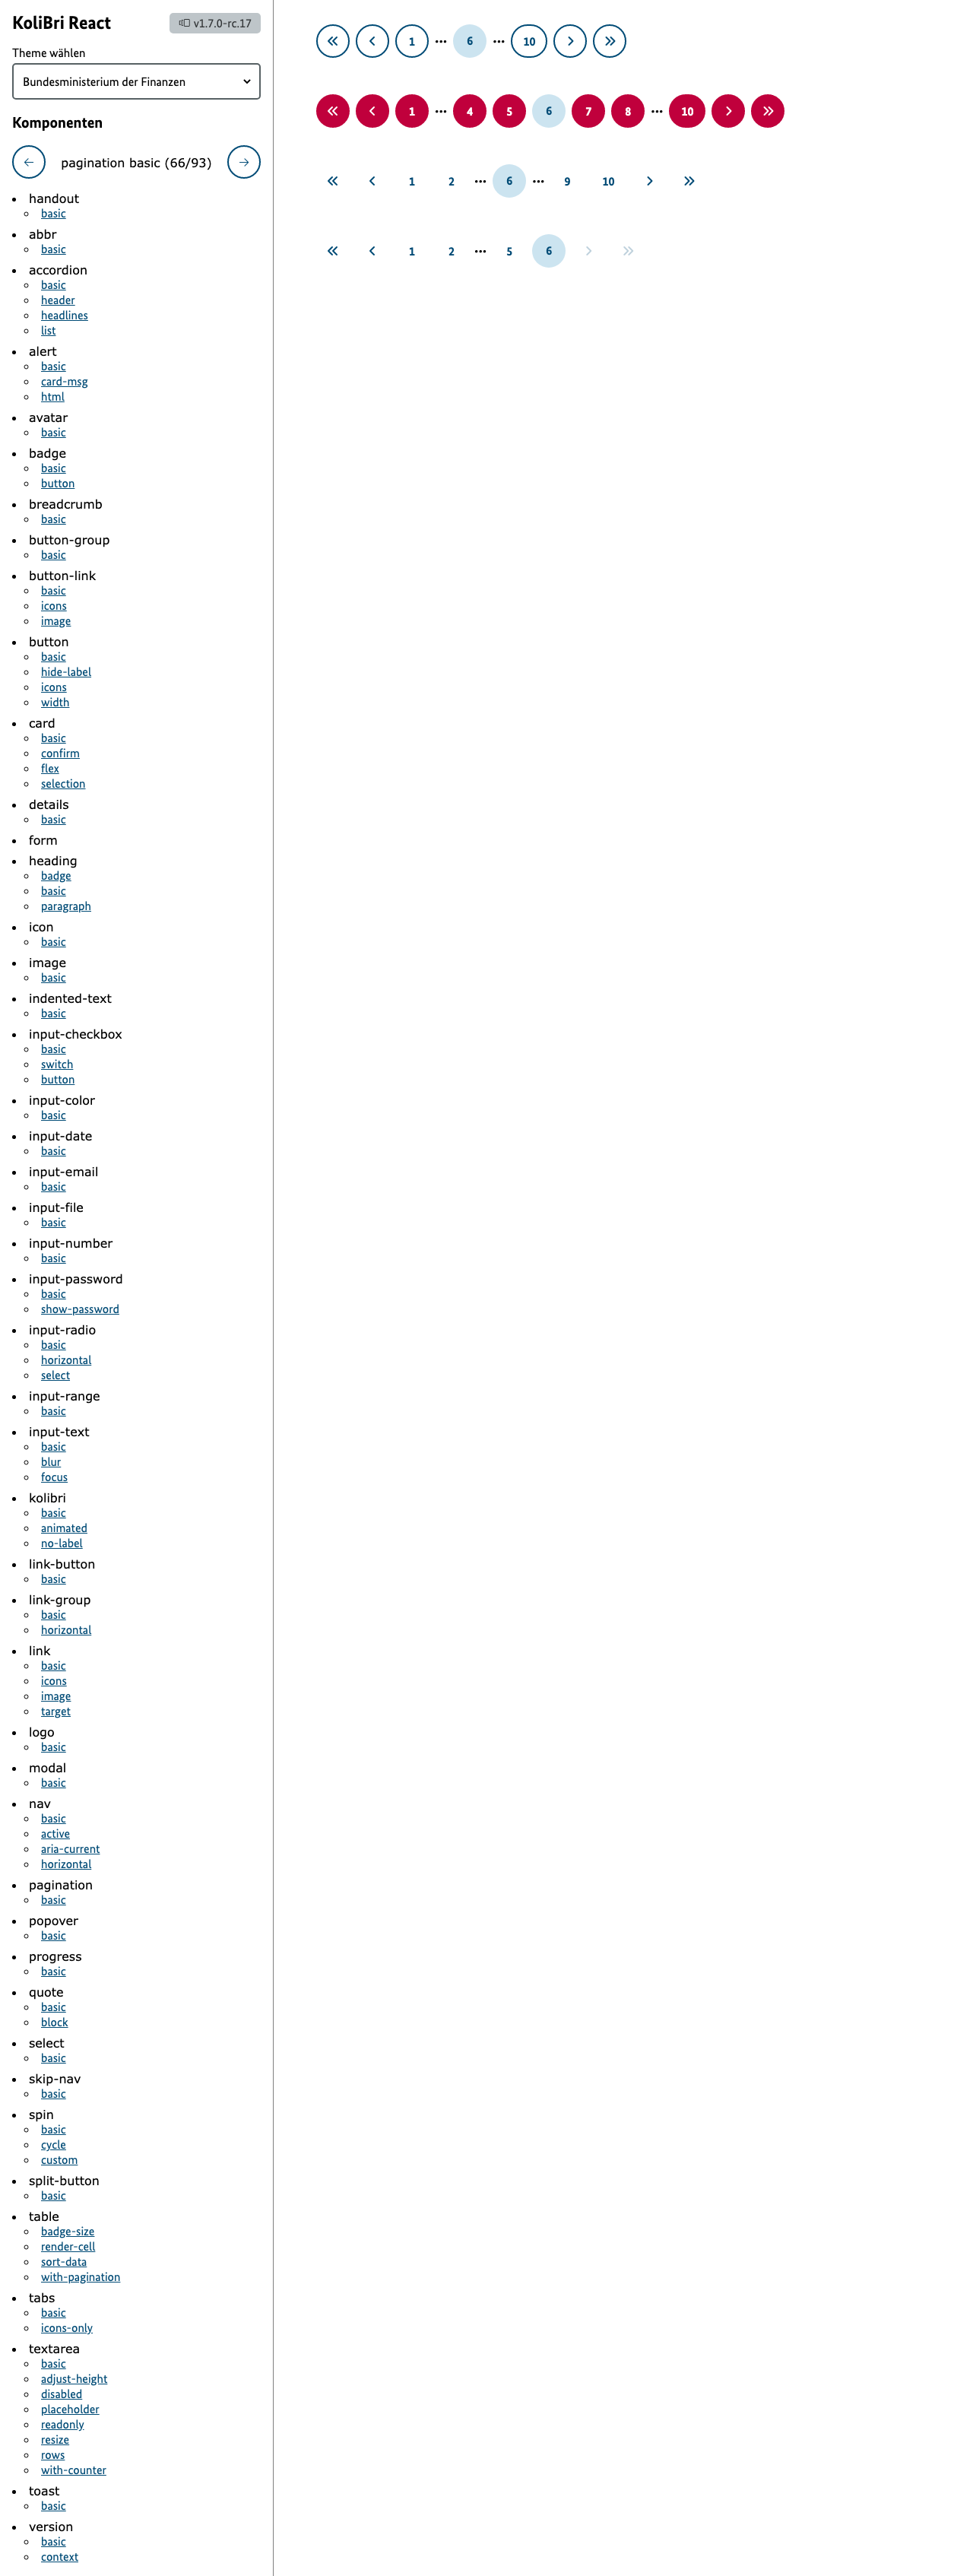 KoliBri React
v1.7.0-rc.17
Theme wählen
Bundesministerium der Finanzen
Komponenten
pagination basic (66/93)
handout
basic
abbr
basic
accordion
basic
header
headlines
list
alert
basic
card-msg
html
avatar
basic
badge
basic
button
breadcrumb
basic
button-group
basic
button-link
basic
icons
image
button
basic
hide-label
icons
width
card
basic
confirm
flex
selection
details
basic
form
heading
badge
basic
paragraph
icon
basic
image
basic
indented-text
basic
input-checkbox
basic
switch
button
input-color
basic
input-date
basic
input-email
basic
input-file
basic
input-number
basic
input-password
basic
show-password
input-radio
basic
horizontal
select
input-range
basic
input-text
basic
blur
focus
kolibri
basic
animated
no-label
link-button
basic
link-group
basic
horizontal
link
basic
icons
image
target
logo
basic
modal
basic
nav
basic
active
aria-current
horizontal
pagination
basic
popover
basic
progress
basic
quote
basic
block
select
basic
skip-nav
basic
spin
basic
cycle
custom
split-button
basic
table
badge-size
render-cell
sort-data
with-pagination
tabs
basic
icons-only
textarea
basic
adjust-height
disabled
placeholder
readonly
resize
rows
with-counter
toast
basic
version
basic
context
1 ••• 6 ••• 10
1 ••• 4 5 6 7 8 ••• 10
1 2 ••• 6 ••• 9 10
1 2 ••• 5 6